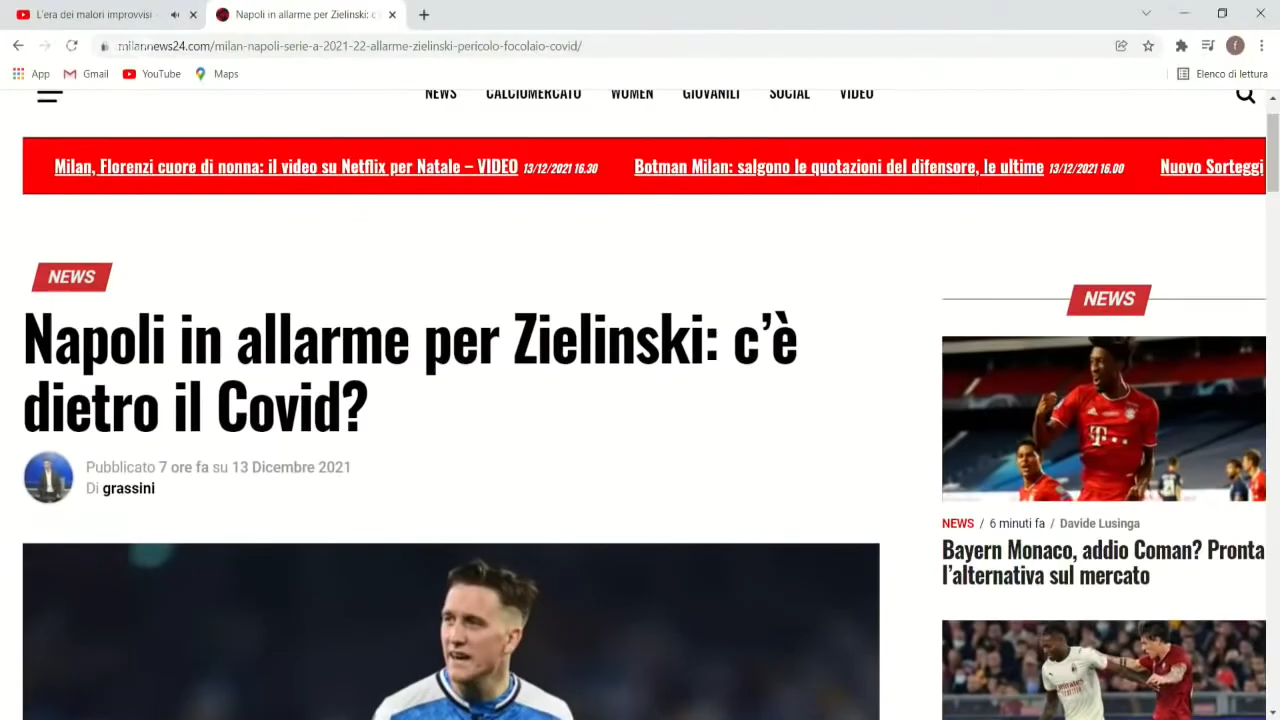 L'era dei malori improvvisi
Napoli in allarme per Zielinski: c'
milannews24.com/milan-napoli-serie-a-2021-22-allarme-zielinski-pericolo-focolaio-covid/
f
App Gmail YouTube Maps Elenco di lettura
NEWS CALCIOMERCATO WOMEN GIOVANILI SOCIAL VIDEO
Milan, Florenzi cuore di nonna: il video su Netflix per Natale – VIDEO 13/12/2021 16.30 Botman Milan: salgono le quotazioni del difensore, le ultime 13/12/2021 16.00 Nuovo Sorteggi
NEWS
Napoli in allarme per Zielinski: c’è
dietro il Covid?
Pubblicato 7 ore fa su 13 Dicembre 2021
Di grassini
NEWS
T
NEWS / 6 minuti fa / Davide Lusinga
Bayern Monaco, addio Coman? Pronta
l’alternativa sul mercato